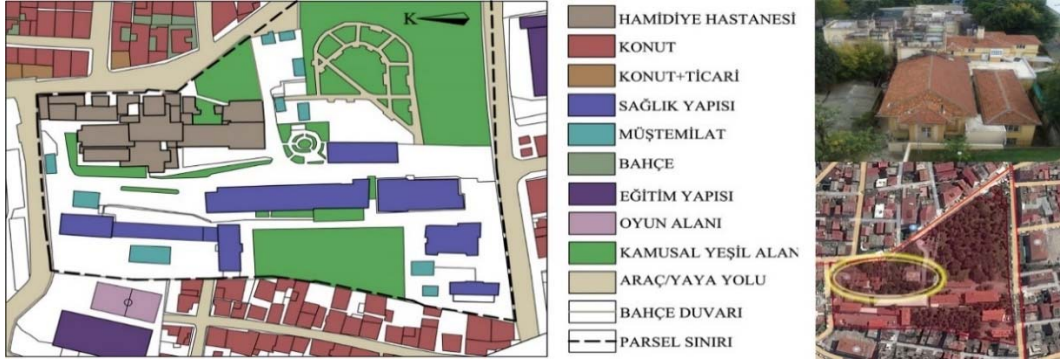 K
HAMİDİYE HASTANESİ
KONUT
KONUT+TİCARİ
SAĞLIK YAPISI
MÜŞTEMİLAT
BAHÇE
EĞİTİM YAPISI
OYUN ALANI
KAMUSAL YEŞİL ALAN
ARAÇ/YAYA YOLU
BAHÇE DUVARI
PARSEL SINIRI